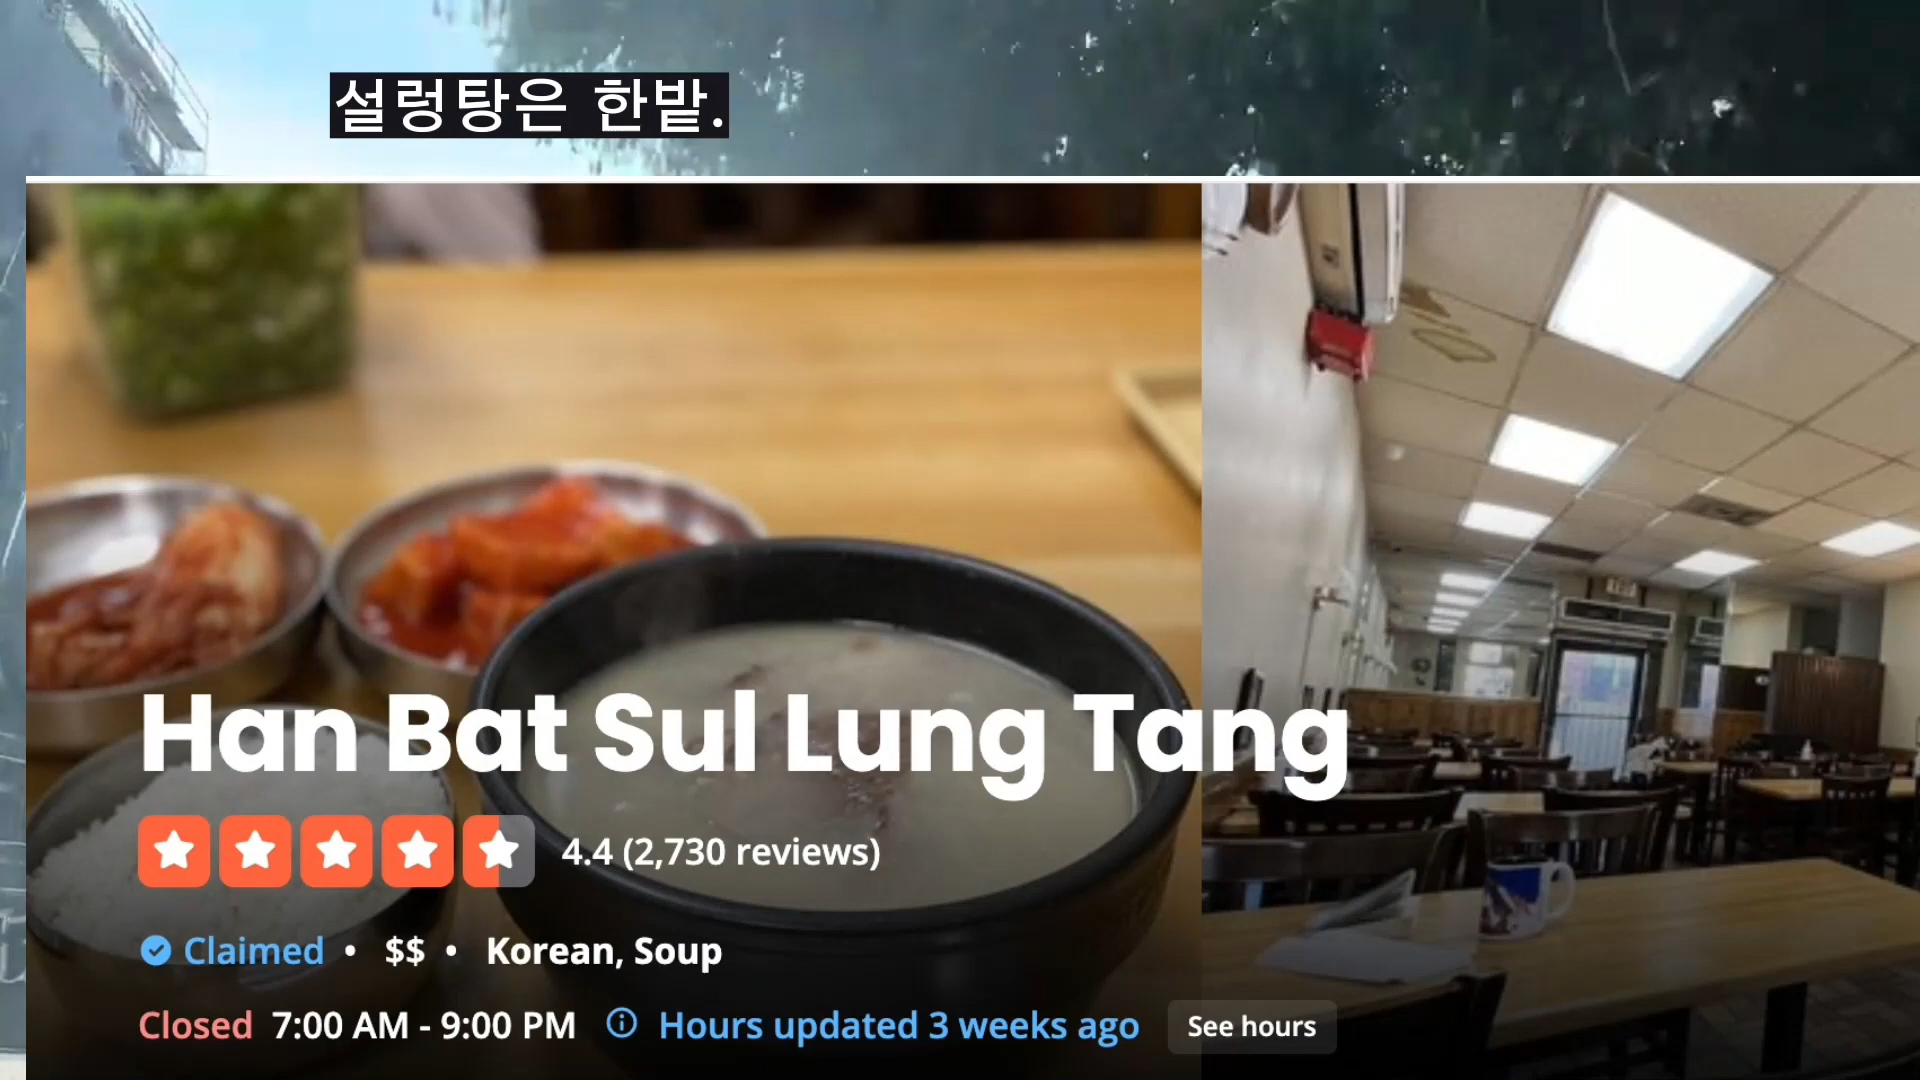 설렁탕은 한밭.
Han Bat Sul Lung Tang
4.4 (2,730 reviews)
Claimed • $$ • Korean, Soup
Closed 7:00 AM - 9:00 PM Hours updated 3 weeks ago See hours